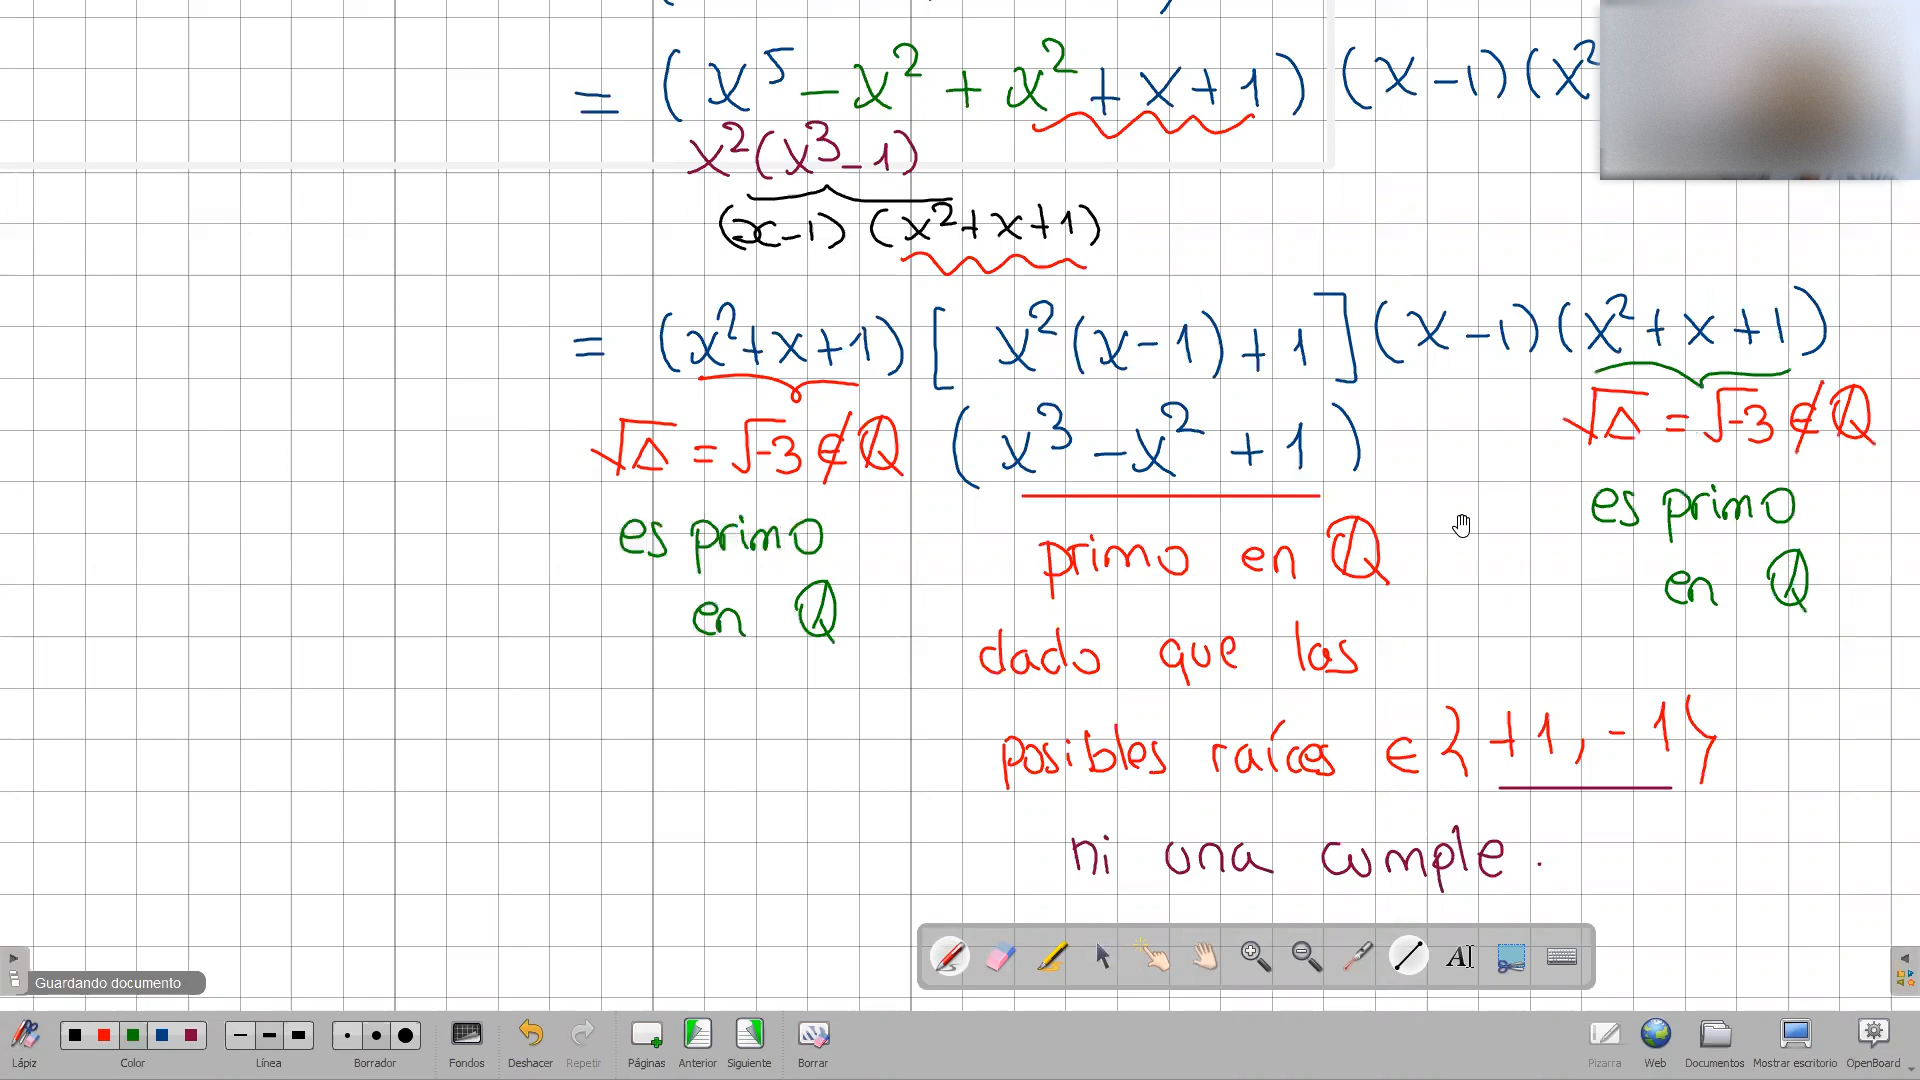 = (x⁵ − x² + x² + x + 1) (x − 1) (x²
x² (x³ − 1)
(x − 1) (x² + x + 1)
= (x² + x + 1) [ x² (x − 1) + 1 ] (x − 1) (x² + x + 1)
√Δ = √-3 ∉ ℚ
(x³ − x² + 1)
√Δ = √-3 ∉ ℚ
es primo
en ℚ
primo en ℚ
es primo
en ℚ
dado que las
posibles raíces ∈ { +1, -1 }
ni una cumple.
Guardando documento
Lápiz Color Línea Borrador Fondos Deshacer Repetir Páginas Anterior Siguiente Borrar Pizarra Web Documentos Mostrar escritorio OpenBoard